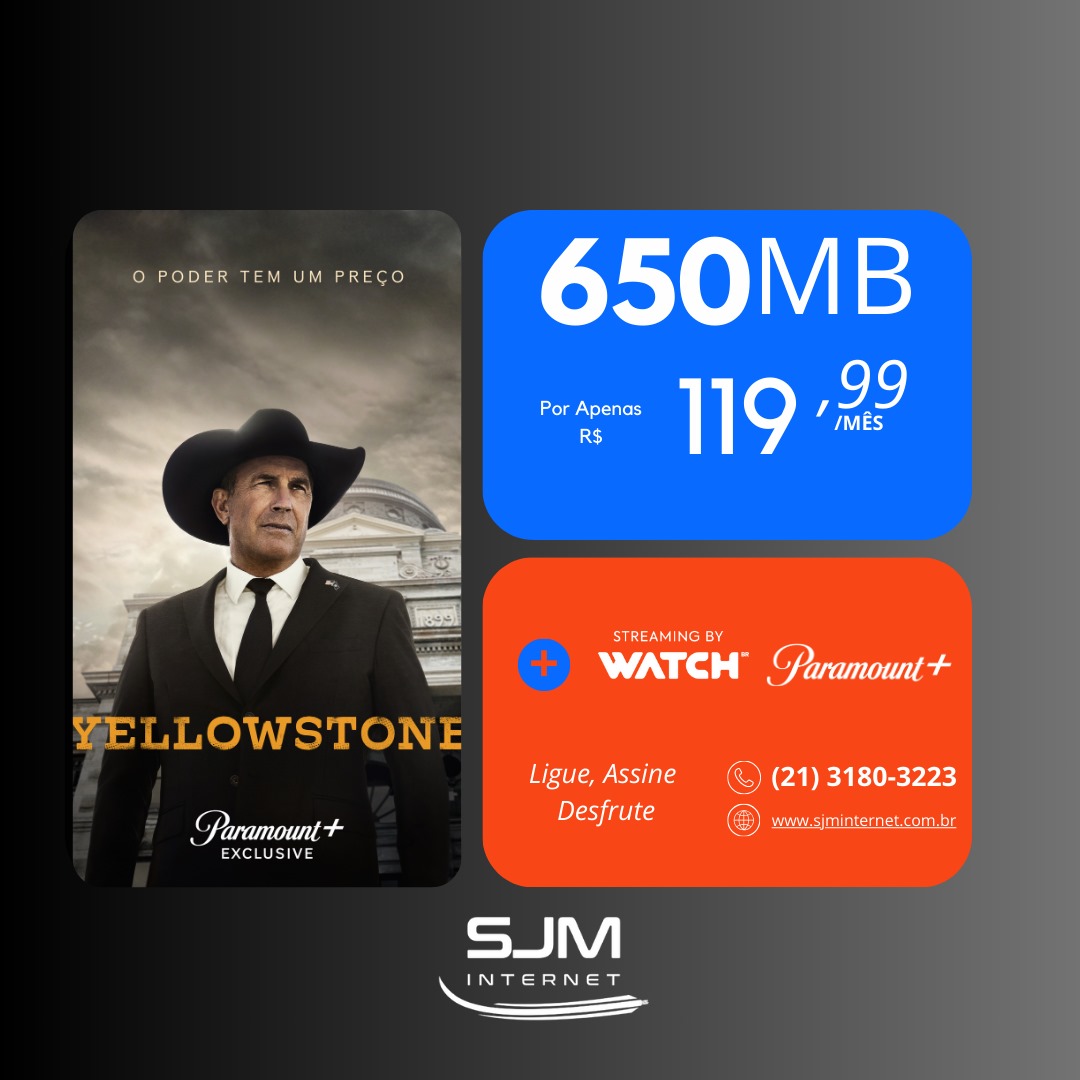 O PODER TEM UM PREÇO
1899
YELLOWSTONE
Paramount+
EXCLUSIVE
650MB
Por Apenas
R$
119,99
/MÊS
+
STREAMING BY
WATCH BR
Paramount+
Ligue, Assine
Desfrute
(21) 3180-3223
www.sjminternet.com.br
SJM
INTERNET